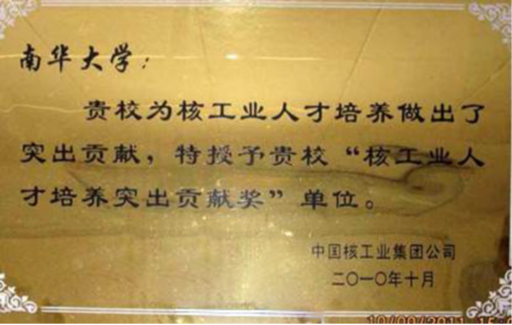 南华大学：
贵校为核工业人才培养做出了
突出贡献，特授予贵校“核工业人
才培养突出贡献奖”单位。
中国核工业集团公司
二〇一〇年十月